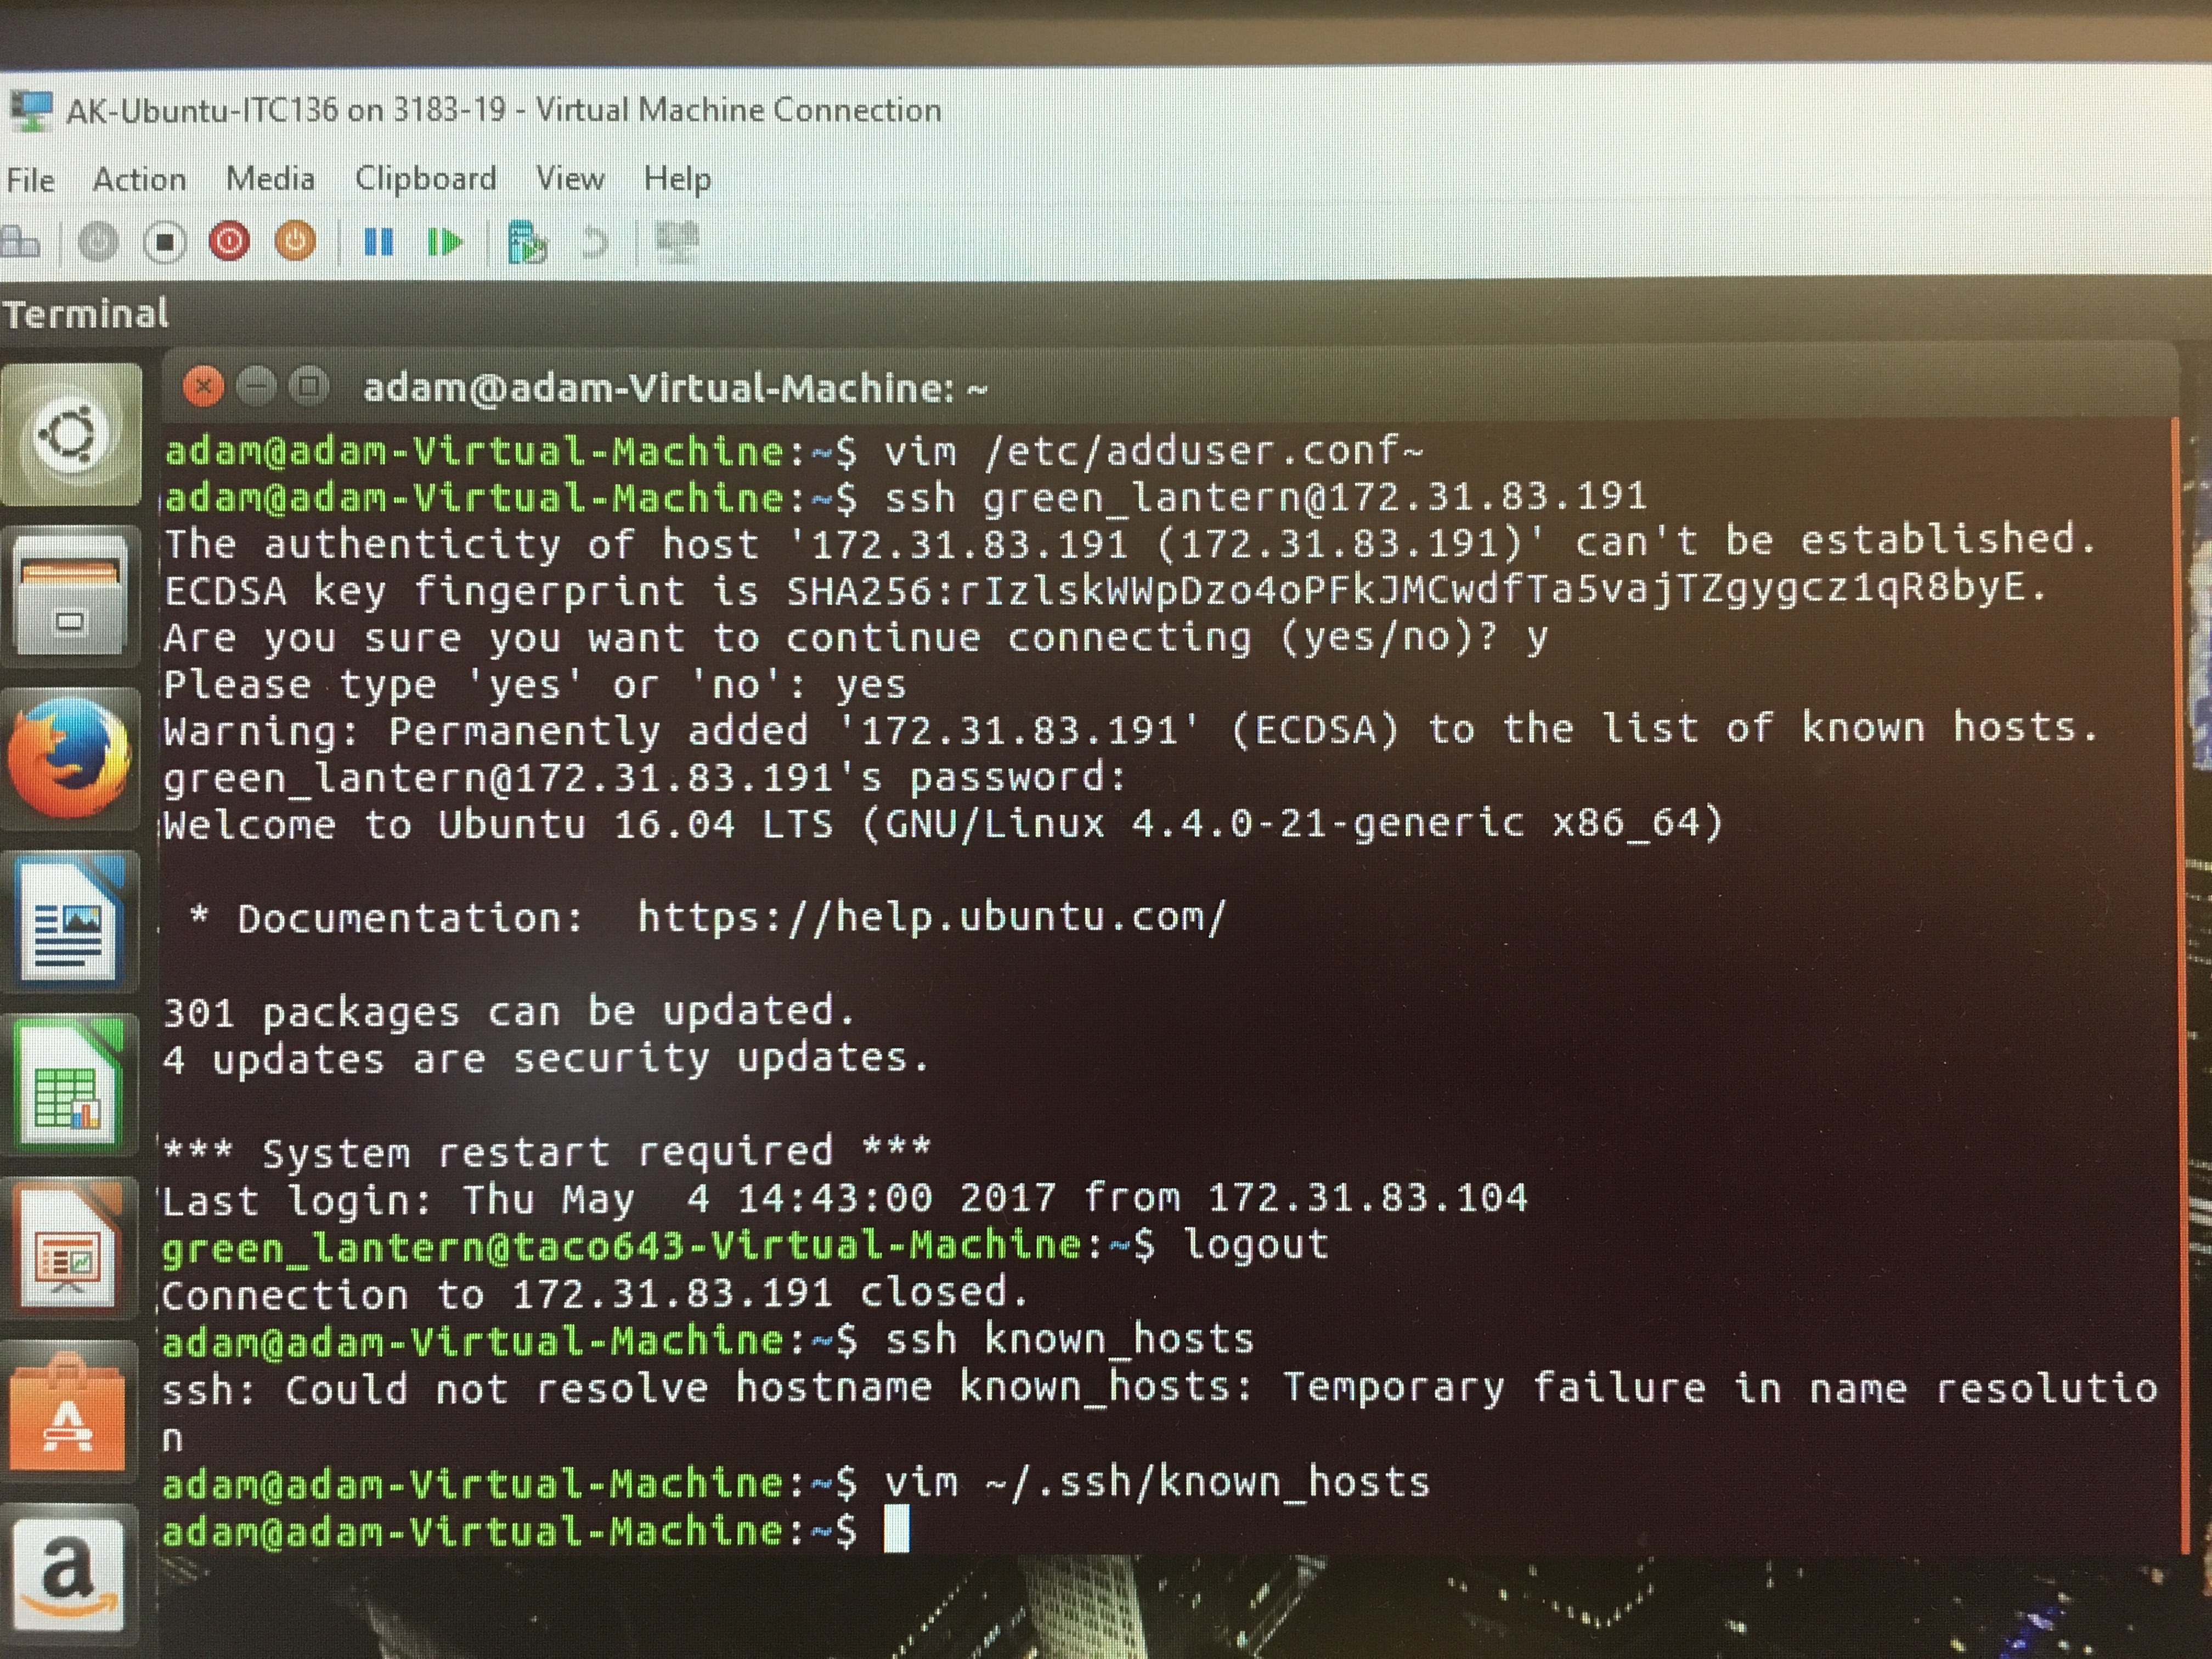 AK-Ubuntu-ITC136 on 3183-19 - Virtual Machine Connection
File Action Media Clipboard View Help
Terminal
adam@adam-Virtual-Machine: ~
adam@adam-Virtual-Machine:~$ vim /etc/adduser.conf~
adam@adam-Virtual-Machine:~$ ssh green_lantern@172.31.83.191
The authenticity of host '172.31.83.191 (172.31.83.191)' can't be established.
ECDSA key fingerprint is SHA256:rIzlskWWpDzo4oPFkJMCwdfTa5vajTZgygcz1qR8byE.
Are you sure you want to continue connecting (yes/no)? y
Please type 'yes' or 'no': yes
Warning: Permanently added '172.31.83.191' (ECDSA) to the list of known hosts.
green_lantern@172.31.83.191's password:
Welcome to Ubuntu 16.04 LTS (GNU/Linux 4.4.0-21-generic x86_64)
* Documentation: https://help.ubuntu.com/
301 packages can be updated.
4 updates are security updates.
*** System restart required ***
Last login: Thu May 4 14:43:00 2017 from 172.31.83.104
green_lantern@taco643-Virtual-Machine:~$ logout
Connection to 172.31.83.191 closed.
adam@adam-Virtual-Machine:~$ ssh known_hosts
ssh: Could not resolve hostname known_hosts: Temporary failure in name resolutio
n
adam@adam-Virtual-Machine:~$ vim ~/.ssh/known_hosts
adam@adam-Virtual-Machine:~$